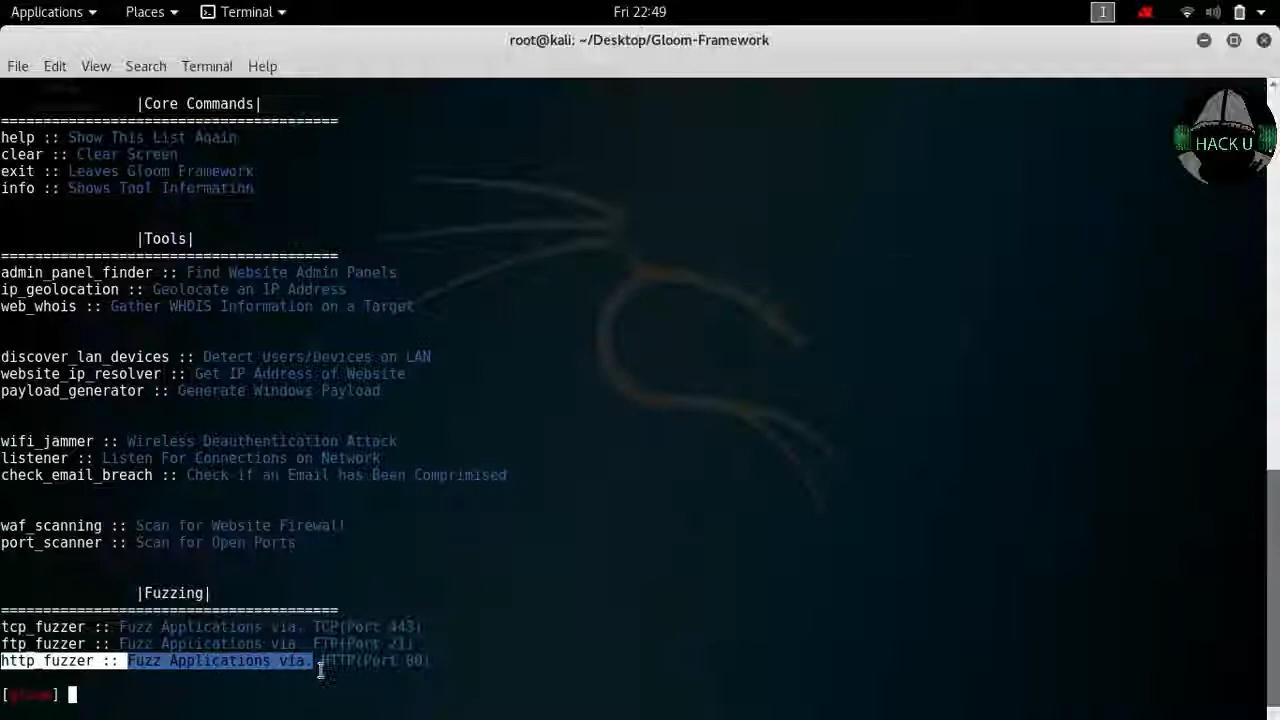 Applications Places Terminal Fri 22:49
root@kali: ~/Desktop/Gloom-Framework
File Edit View Search Terminal Help
HACK U
|Core Commands|
========================================
help :: Show This List Again
clear :: Clear Screen
exit :: Leaves Gloom Framework
info :: Shows Tool Information
|Tools|
========================================
admin_panel_finder :: Find Website Admin Panels
ip_geolocation :: Geolocate an IP Address
web_whois :: Gather WHOIS Information on a Target
discover_lan_devices :: Detect Users/Devices on LAN
website_ip_resolver :: Get IP Address of Website
payload_generator :: Generate Windows Payload
wifi_jammer :: Wireless Deauthentication Attack
listener :: Listen For Connections on Network
check_email_breach :: Check if an Email has Been Comprimised
waf_scanning :: Scan for Website Firewall
port_scanner :: Scan for Open Ports
|Fuzzing|
========================================
tcp_fuzzer :: Fuzz Applications via. TCP(Port 443)
ftp_fuzzer :: Fuzz Applications via. FTP(Port 21)
http_fuzzer :: Fuzz Applications via. HTTP(Port 80)
[gloom]